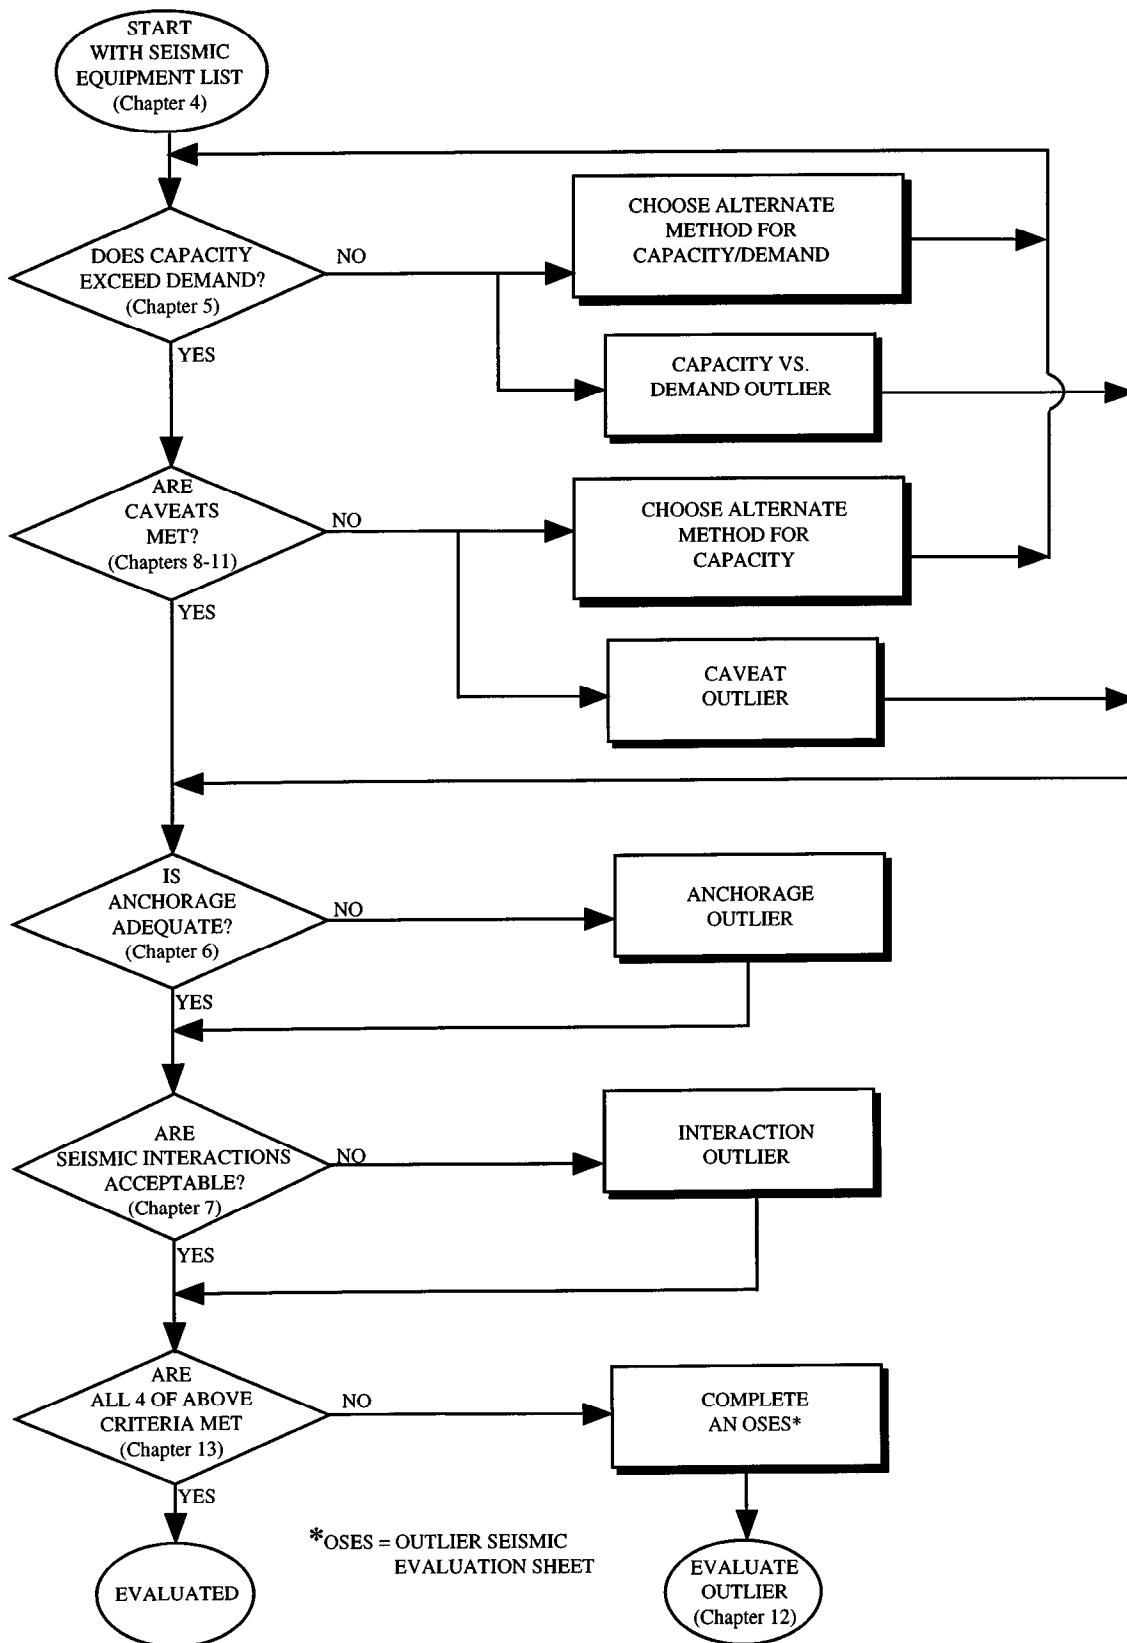 START
WITH SEISMIC
EQUIPMENT LIST
(Chapter 4)
DOES CAPACITY
EXCEED DEMAND?
(Chapter 5)
NO
CHOOSE ALTERNATE
METHOD FOR
CAPACITY/DEMAND
YES
CAPACITY VS.
DEMAND OUTLIER
ARE
CAVEATS
MET?
(Chapters 8-11)
NO
CHOOSE ALTERNATE
METHOD FOR
CAPACITY
YES
CAVEAT
OUTLIER
IS
ANCHORAGE
ADEQUATE?
(Chapter 6)
NO
ANCHORAGE
OUTLIER
YES
ARE
SEISMIC INTERACTIONS
ACCEPTABLE?
(Chapter 7)
NO
INTERACTION
OUTLIER
YES
ARE
ALL 4 OF ABOVE
CRITERIA MET
(Chapter 13)
NO
COMPLETE
AN OSES*
YES
*OSES = OUTLIER SEISMIC
EVALUATION SHEET
EVALUATED
EVALUATE
OUTLIER
(Chapter 12)